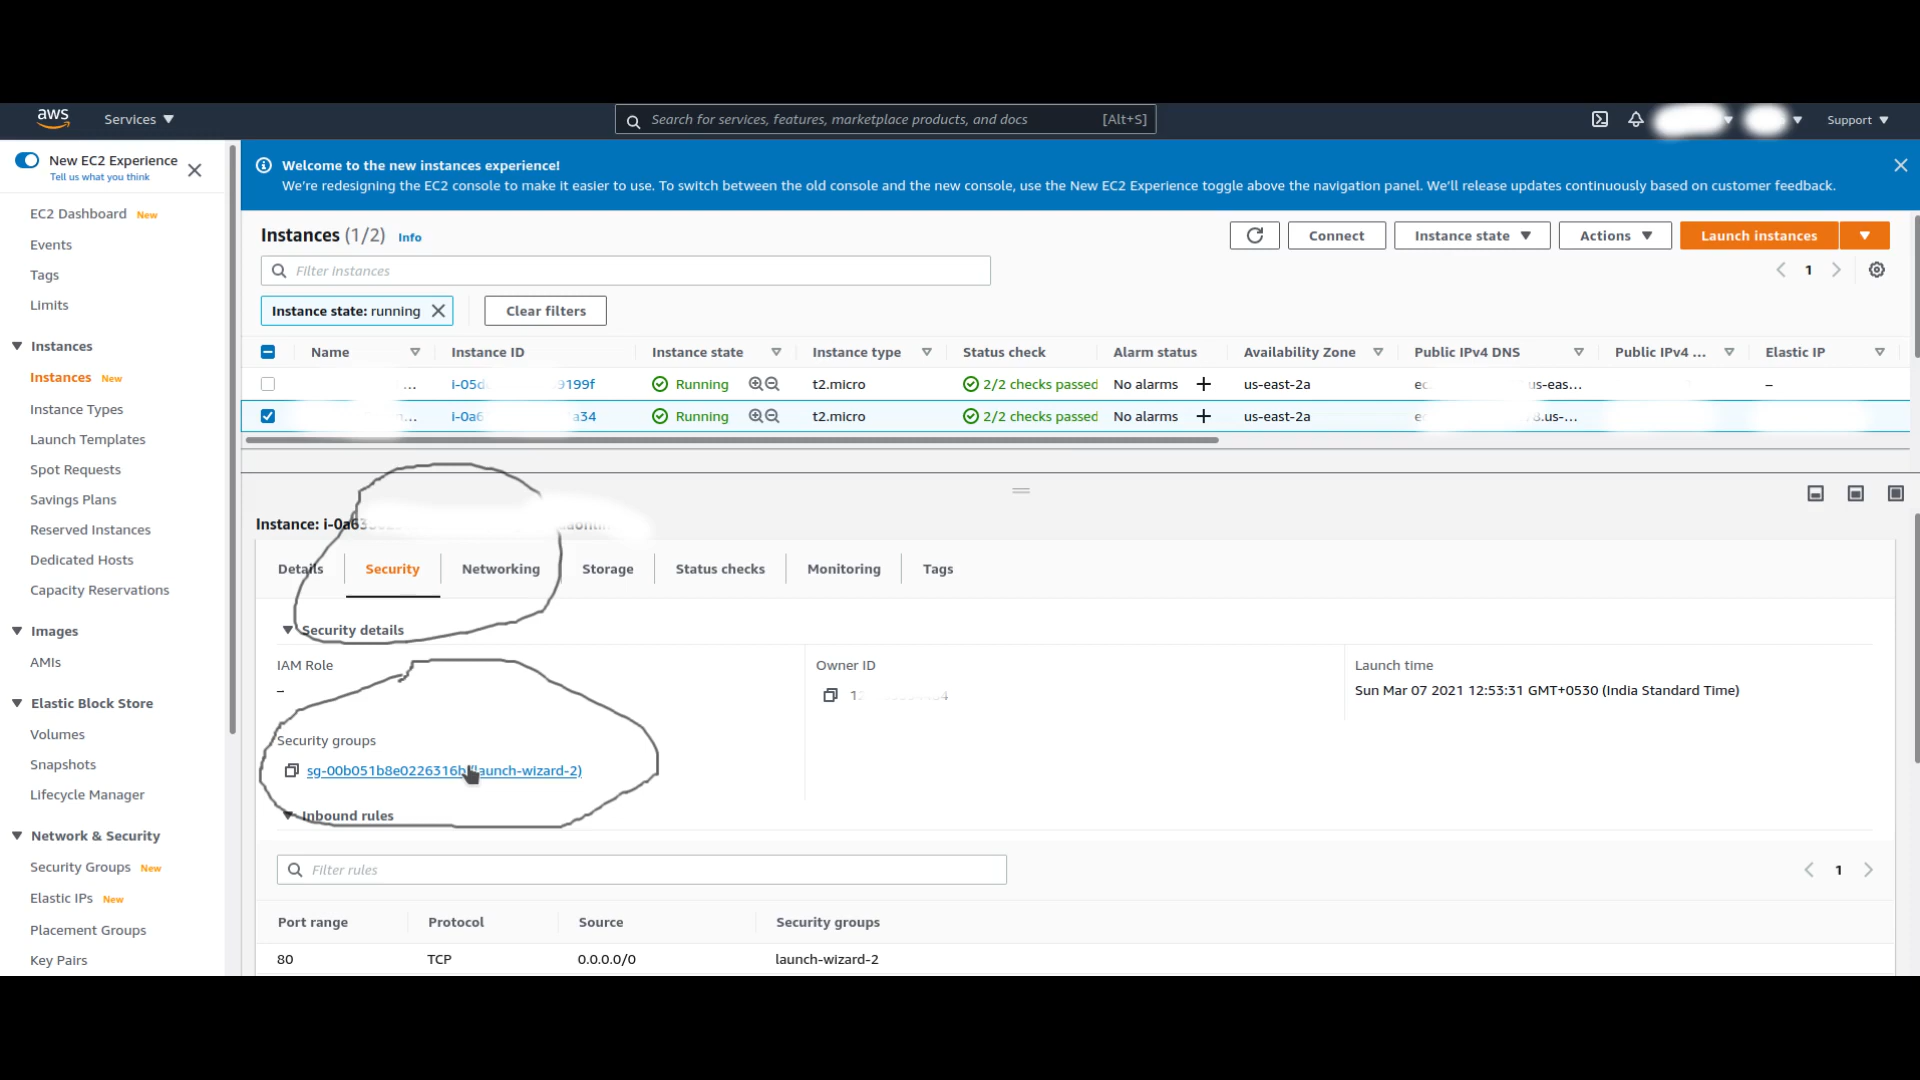 aws
Services
Search for services, features, marketplace products, and docs [Alt+S]
Support
New EC2 Experience
Tell us what you think
EC2 Dashboard New
Events
Tags
Limits
Instances
Instances New
Instance Types
Launch Templates
Spot Requests
Savings Plans
Reserved Instances
Dedicated Hosts
Capacity Reservations
Images
AMIs
Elastic Block Store
Volumes
Snapshots
Lifecycle Manager
Network & Security
Security Groups New
Elastic IPs New
Placement Groups
Key Pairs
Welcome to the new instances experience!
We're redesigning the EC2 console to make it easier to use. To switch between the old console and the new console, use the New EC2 Experience toggle above the navigation panel. We'll release updates continuously based on customer feedback.
Instances (1/2) Info
Connect
Instance state
Actions
Launch instances
Filter instances
1
Instance state: running
Clear filters
Name Instance ID Instance state Instance type Status check Alarm status Availability Zone Public IPv4 DNS Public IPv4 ... Elastic IP
... 9199f Running t2.micro 2/2 checks passed No alarms + us-east-2a us-eas... –
... Running t2.micro 2/2 checks passed No alarms + us-east-2a
Instance:
Details Security Networking Storage Status checks Monitoring Tags
Security details
IAM Role
–
Owner ID
Launch time
Sun Mar 07 2021 12:53:31 GMT+0530 (India Standard Time)
Security groups
(launch-wizard-2)
Inbound rules
Filter rules
1
Port range Protocol Source Security groups
80 TCP 0.0.0.0/0 launch-wizard-2